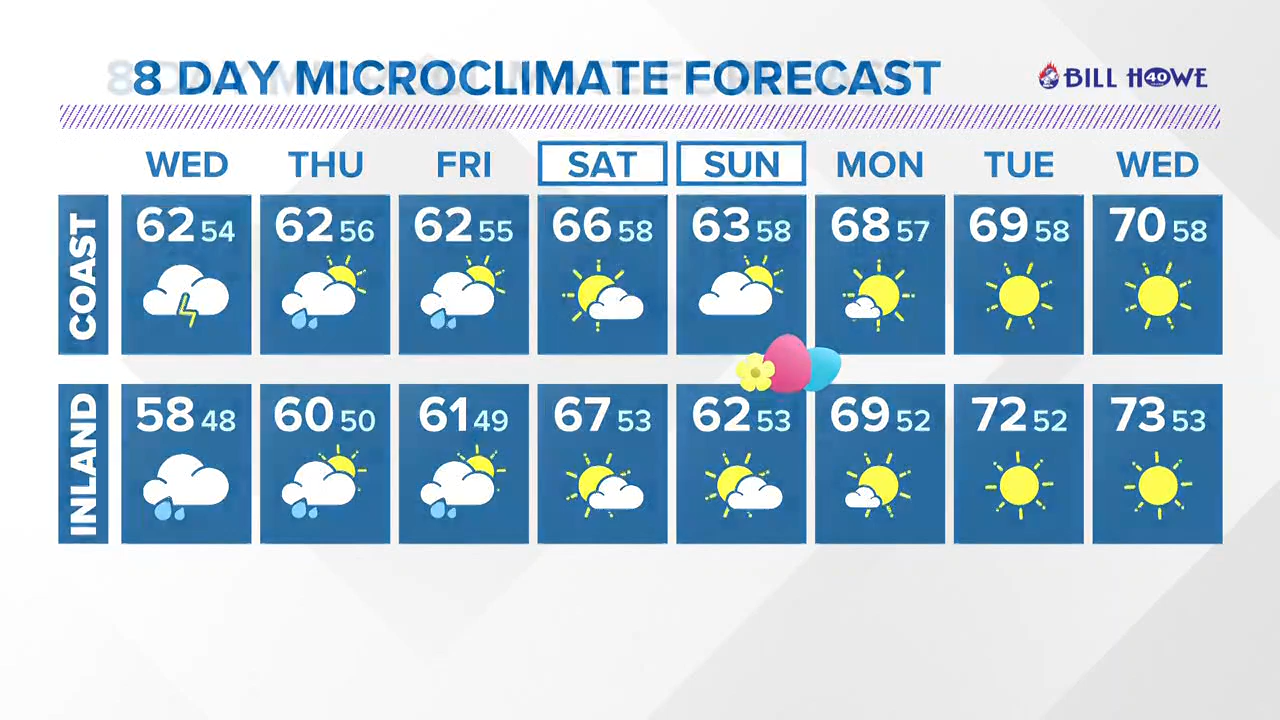 8 DAY MICROCLIMATE FORECAST
BILL HOWE
40
WED THU FRI SAT SUN MON TUE WED
COAST
62 54 62 56 62 55 66 58 63 58 68 57 69 58 70 58
INLAND
58 48 60 50 61 49 67 53 62 53 69 52 72 52 73 53